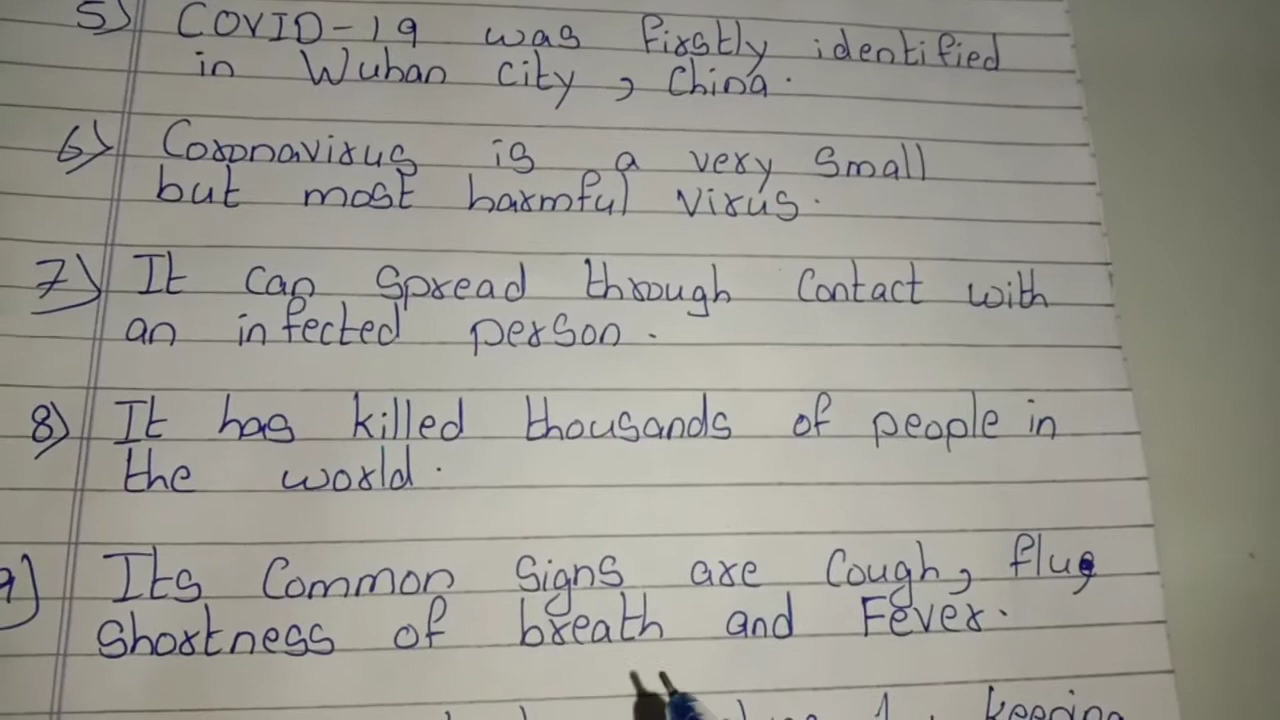 5) COVID-19 was firstly identified
in Wuhan city, China.
6) Coronavirus is a very small
but most harmful virus.
7) It can spread through contact with
an infected person.
8) It has killed thousands of people in
the world.
9) Its common signs are cough, flu,
shortness of breath and Fever.
keeping